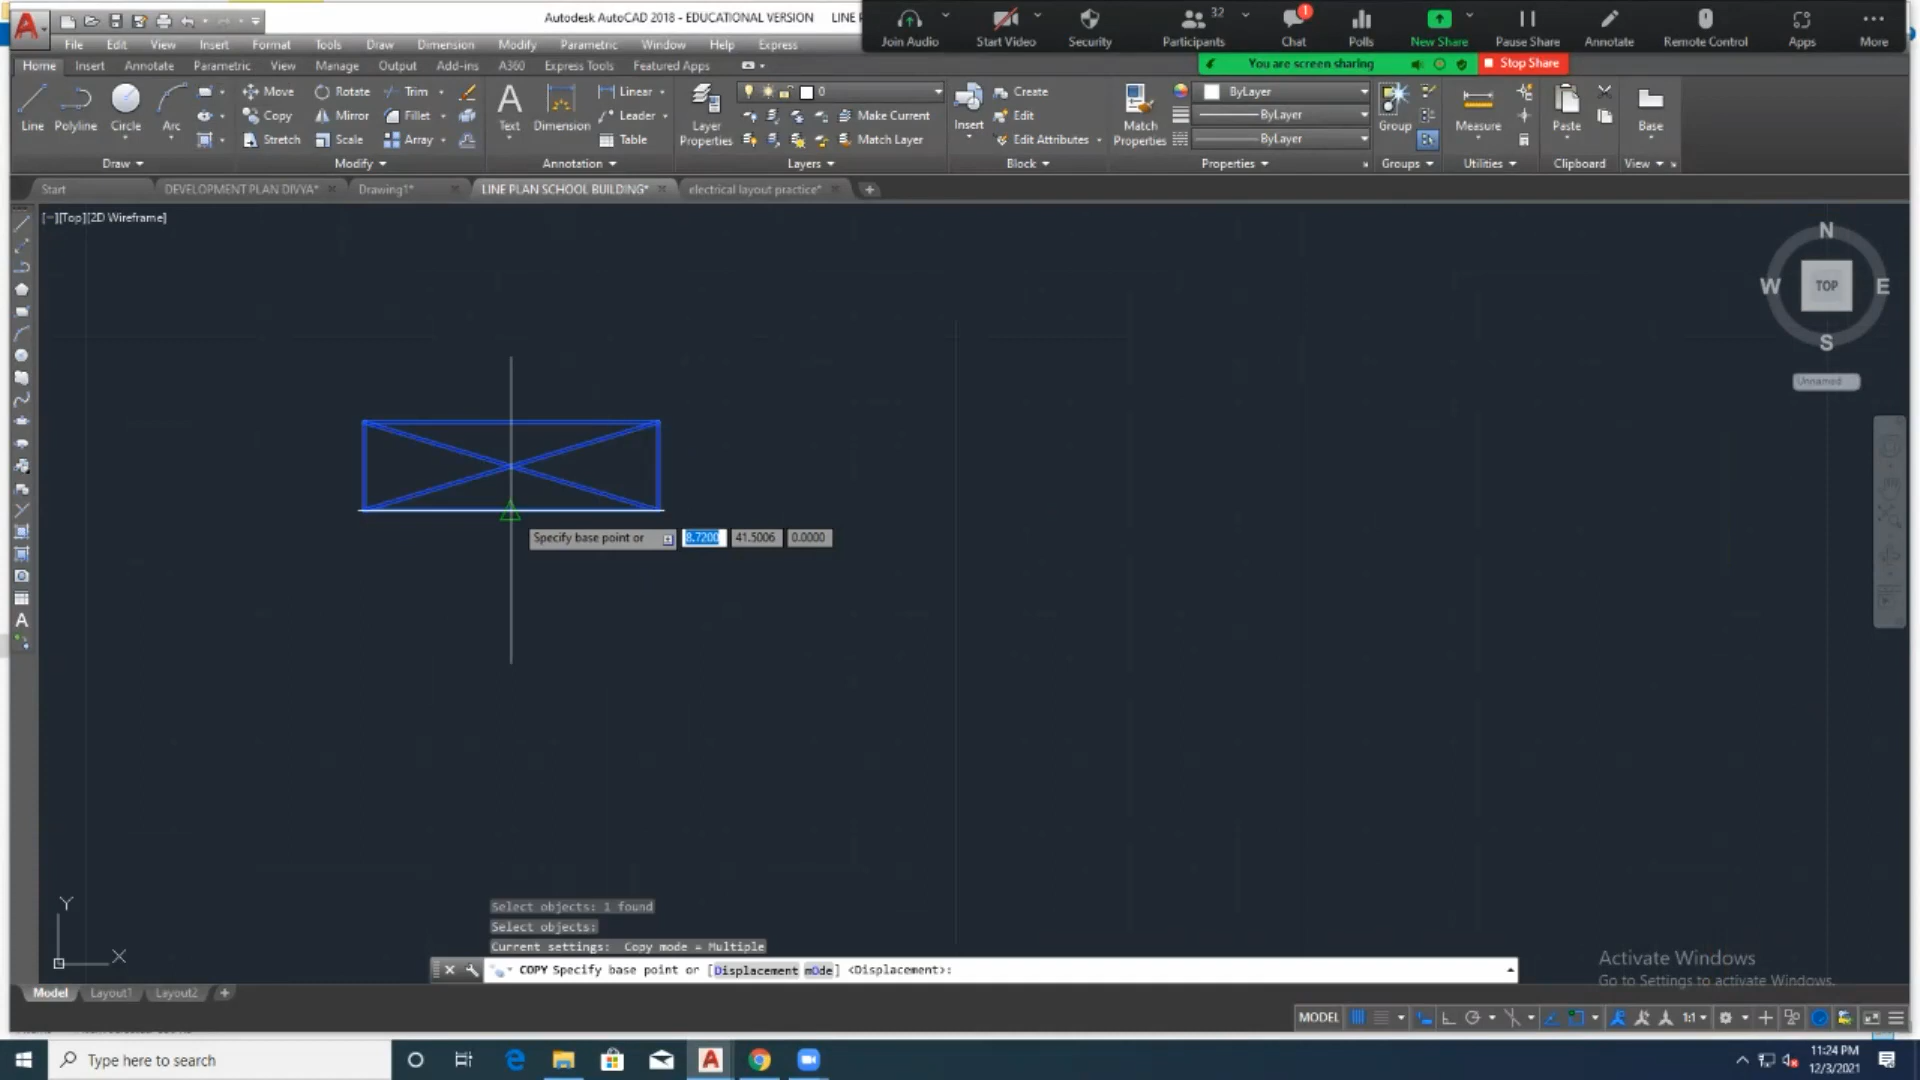 Autodesk AutoCAD 2018 - EDUCATIONAL VERSION LINE
Join Audio Start Video Security Participants 32 Chat 1 Polls New Share Pause Share Annotate Remote Control Apps More
File Edit View Insert Format Tools Draw Dimension Modify Parametric Window Help Express
You are screen sharing Stop Share
Home Insert Annotate Parametric View Manage Output Add-ins A360 Express Tools Featured Apps
Move Rotate Trim Linear 0 Create ByLayer
Copy Mirror Fillet Leader Make Current Edit ByLayer
Line Polyline Circle Arc Text Dimension Layer Properties Insert Match Properties Group Measure Paste Base
Stretch Scale Array Table Match Layer Edit Attributes ByLayer
Draw Modify Annotation Layers Block Properties Groups Utilities Clipboard View
Start DEVELOPMENT PLAN DIVYA* Drawing1* LINE PLAN SCHOOL BUILDING* electrical layout practice*
[−][Top][2D Wireframe]
N
W TOP E
S
Unnamed
Specify base point or 8.7200 41.5006 0.0000
Y
X
Select objects: 1 found
Select objects:
Current settings: Copy mode = Multiple
COPY Specify base point or [Displacement mOde] <Displacement>:
Activate Windows
Go to Settings to activate Windows.
Model Layout1 Layout2
MODEL 1:1
Type here to search
A
11:24 PM
12/3/2021